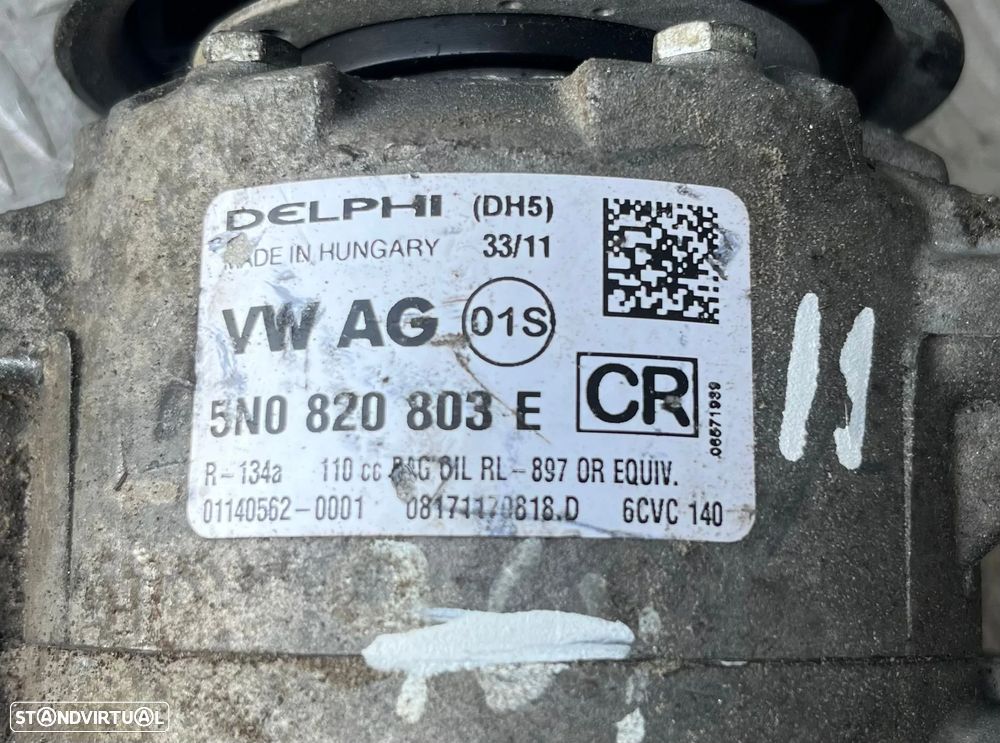 DELPHI (DH5)
MADE IN HUNGARY 33/11
VW AG 01S
5N0 820 803 E CR
06571939
R-134a 110 cc PAG OIL RL-897 OR EQUIV.
01140562-0001 08171170818.D 6CVC 140
STANDVIRTUAL